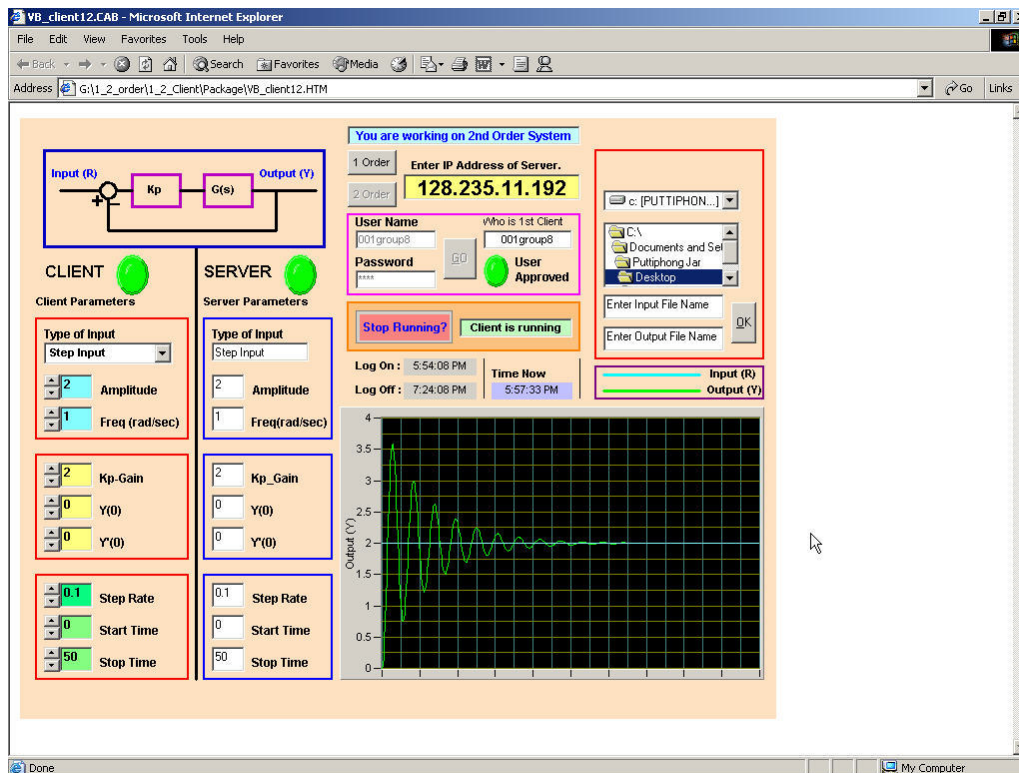 VB_client12.CAB - Microsoft Internet Explorer
File Edit View Favorites Tools Help
Back Search Favorites Media
Address G:\1_2_order\1_2_Client\Package\VB_client12.HTM Go Links
You are working on 2nd Order System
1 Order
2 Order
Enter IP Address of Server.
128.235.11.192
Input (R) Output (Y)
Kp G(s)
+ −
User Name Who is 1st Client
001group8 001group8
Password GO User Approved
****
c: [PUTTIPHON...]
C:\
Documents and Set
Puttiphong Jar
Desktop
Enter Input File Name
Enter Output File Name
OK
CLIENT SERVER
Client Parameters Server Parameters
Stop Running? Client is running
Log On : 5:54:08 PM
Log Off : 7:24:08 PM
Time Now
5:57:33 PM
Input (R)
Output (Y)
Type of Input
Step Input
2 Amplitude
1 Freq (rad/sec)
2 Kp-Gain
0 Y(0)
0 Y'(0)
0.1 Step Rate
0 Start Time
50 Stop Time
Type of Input
Step Input
2 Amplitude
1 Freq(rad/sec)
2 Kp_Gain
0 Y(0)
0 Y'(0)
0.1 Step Rate
0 Start Time
50 Stop Time
Output (Y)
4
3.5
3
2.5
2
1.5
1
0.5
0
Done My Computer